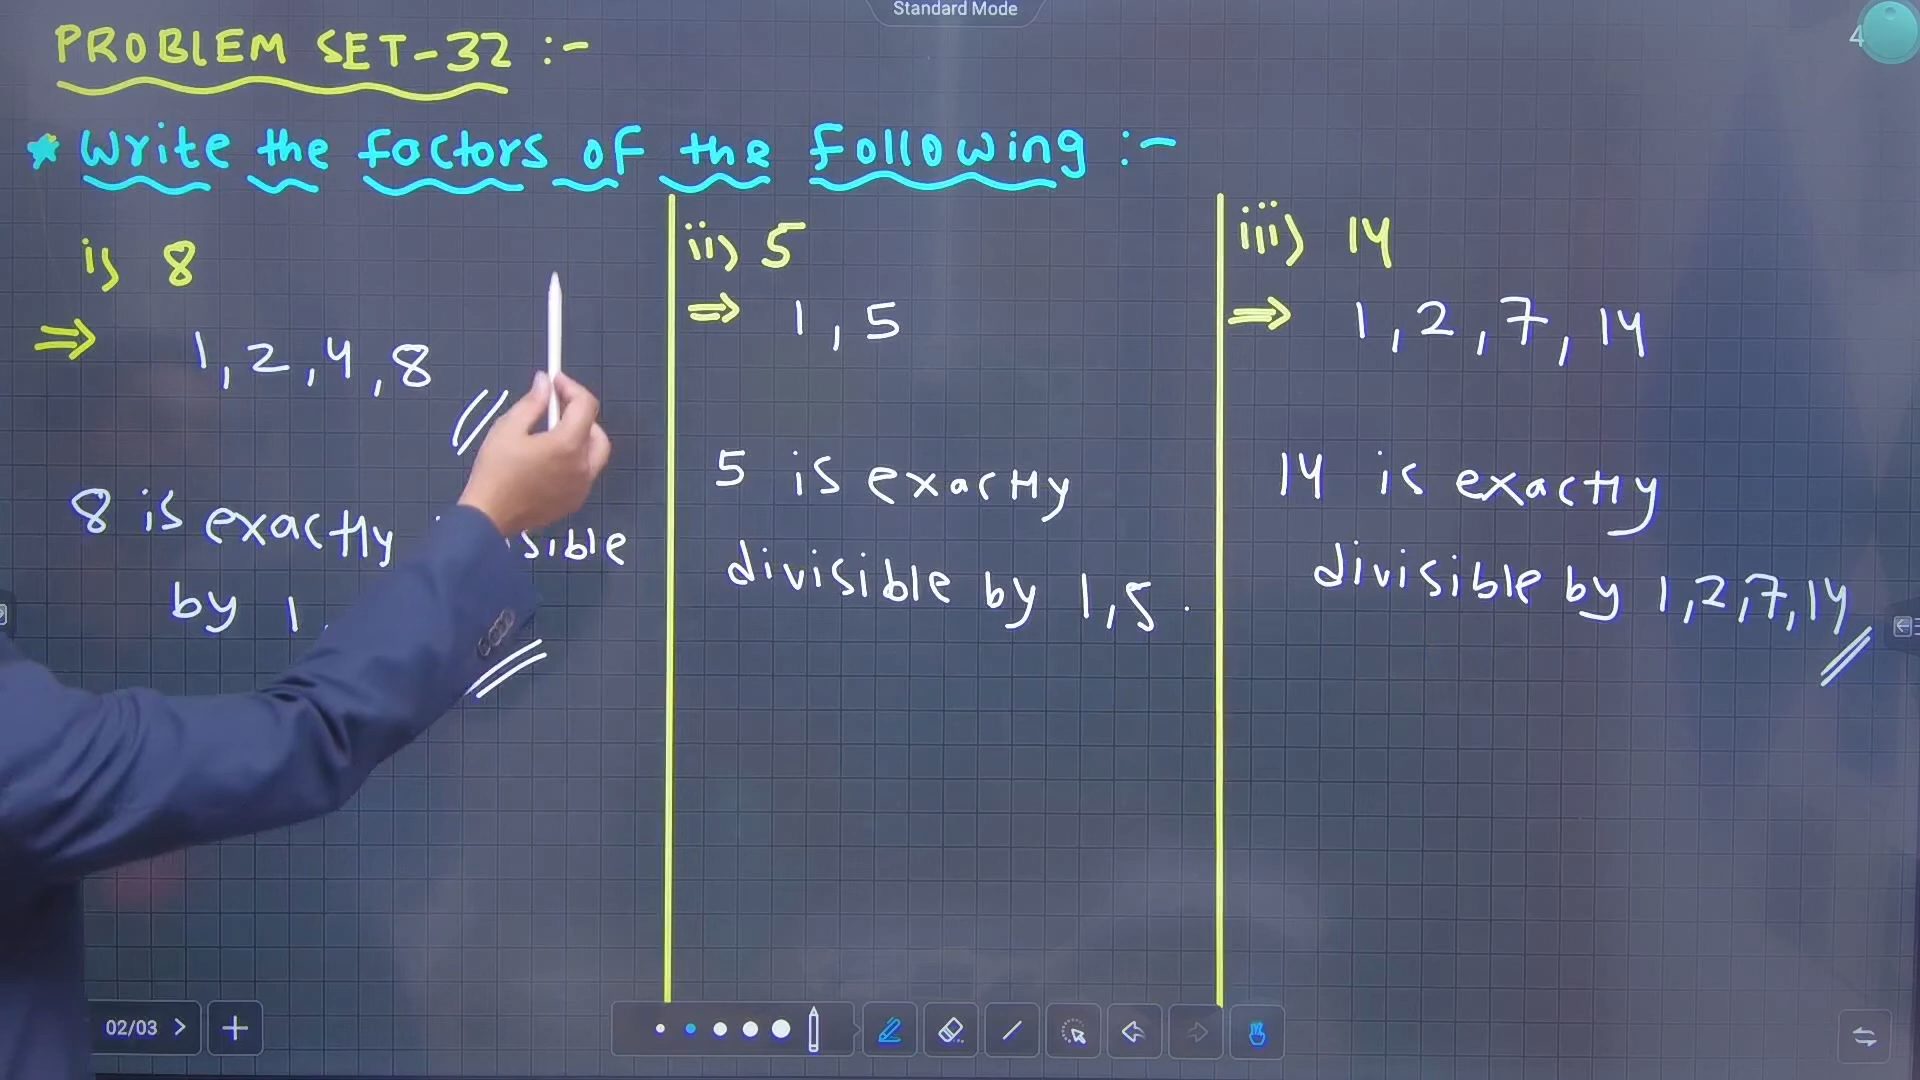 Standard Mode
4
PROBLEM SET-32 :-
* Write the factors of the following :-
i) 8
⇒ 1, 2, 4, 8
8 is exactly
by 1,
ii) 5
⇒ 1, 5
5 is exactly
divisible by 1, 5.
iii) 14
⇒ 1, 2, 7, 14
14 is exactly
divisible by 1, 2, 7, 14
02/03